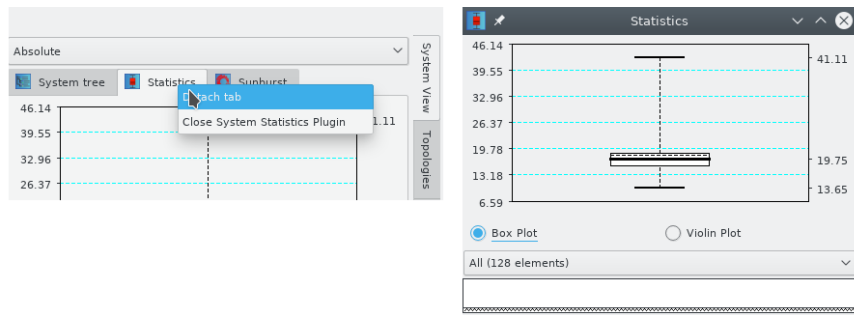 Absolute
System tree
Statistics
Sunburst
Detach tab
Close System Statistics Plugin
46.14
39.55
32.96
26.37
1.11
System View
Topologies
Statistics
46.14
39.55
32.96
26.37
19.78
13.18
6.59
41.11
19.75
13.65
Box Plot
Violin Plot
All (128 elements)